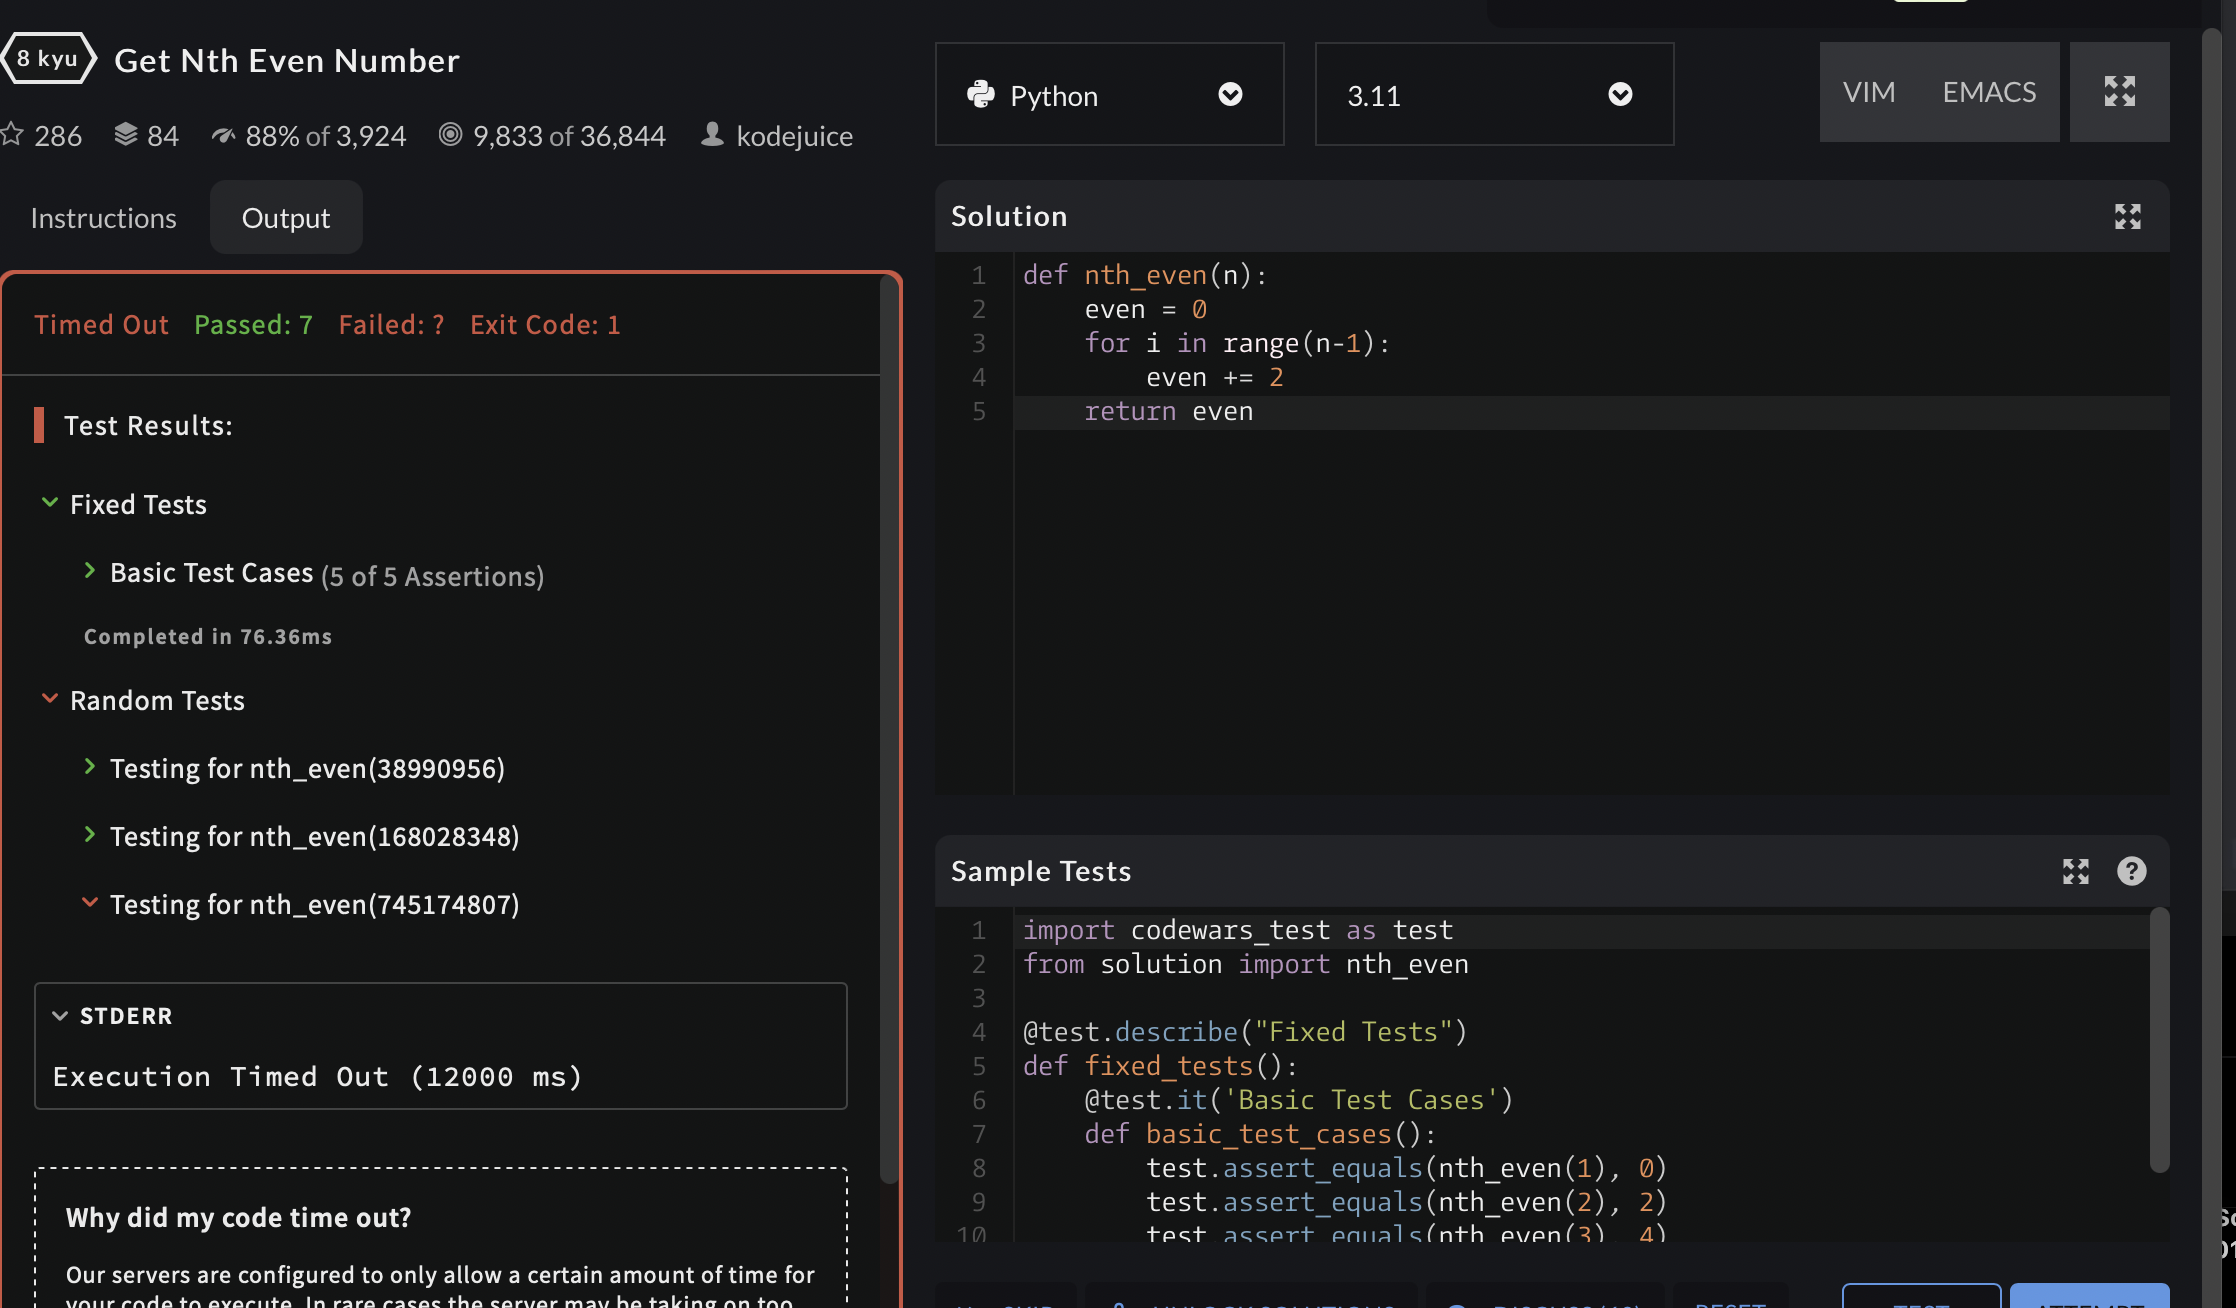 8 kyu Get Nth Even Number
286 84 88% of 3,924 9,833 of 36,844 kodejuice
Instructions Output
Timed Out Passed: 7 Failed: ? Exit Code: 1
Test Results:
Fixed Tests
Basic Test Cases (5 of 5 Assertions)
Completed in 76.36ms
Random Tests
Testing for nth_even(38990956)
Testing for nth_even(168028348)
Testing for nth_even(745174807)
STDERR
Execution Timed Out (12000 ms)
Why did my code time out?
Our servers are configured to only allow a certain amount of time for
your code to execute. In rare cases the server may be taking on too
Python 3.11 VIM EMACS
Solution
1 def nth_even(n):
2 even = 0
3 for i in range(n-1):
4 even += 2
5 return even
Sample Tests
1 import codewars_test as test
2 from solution import nth_even
3
4 @test.describe("Fixed Tests")
5 def fixed_tests():
6 @test.it('Basic Test Cases')
7 def basic_test_cases():
8 test.assert_equals(nth_even(1), 0)
9 test.assert_equals(nth_even(2), 2)
10 test.assert_equals(nth_even(3), 4)
SKIP UNLOCK SOLUTIONS DISCUSS RESET TEST ATTEMPT